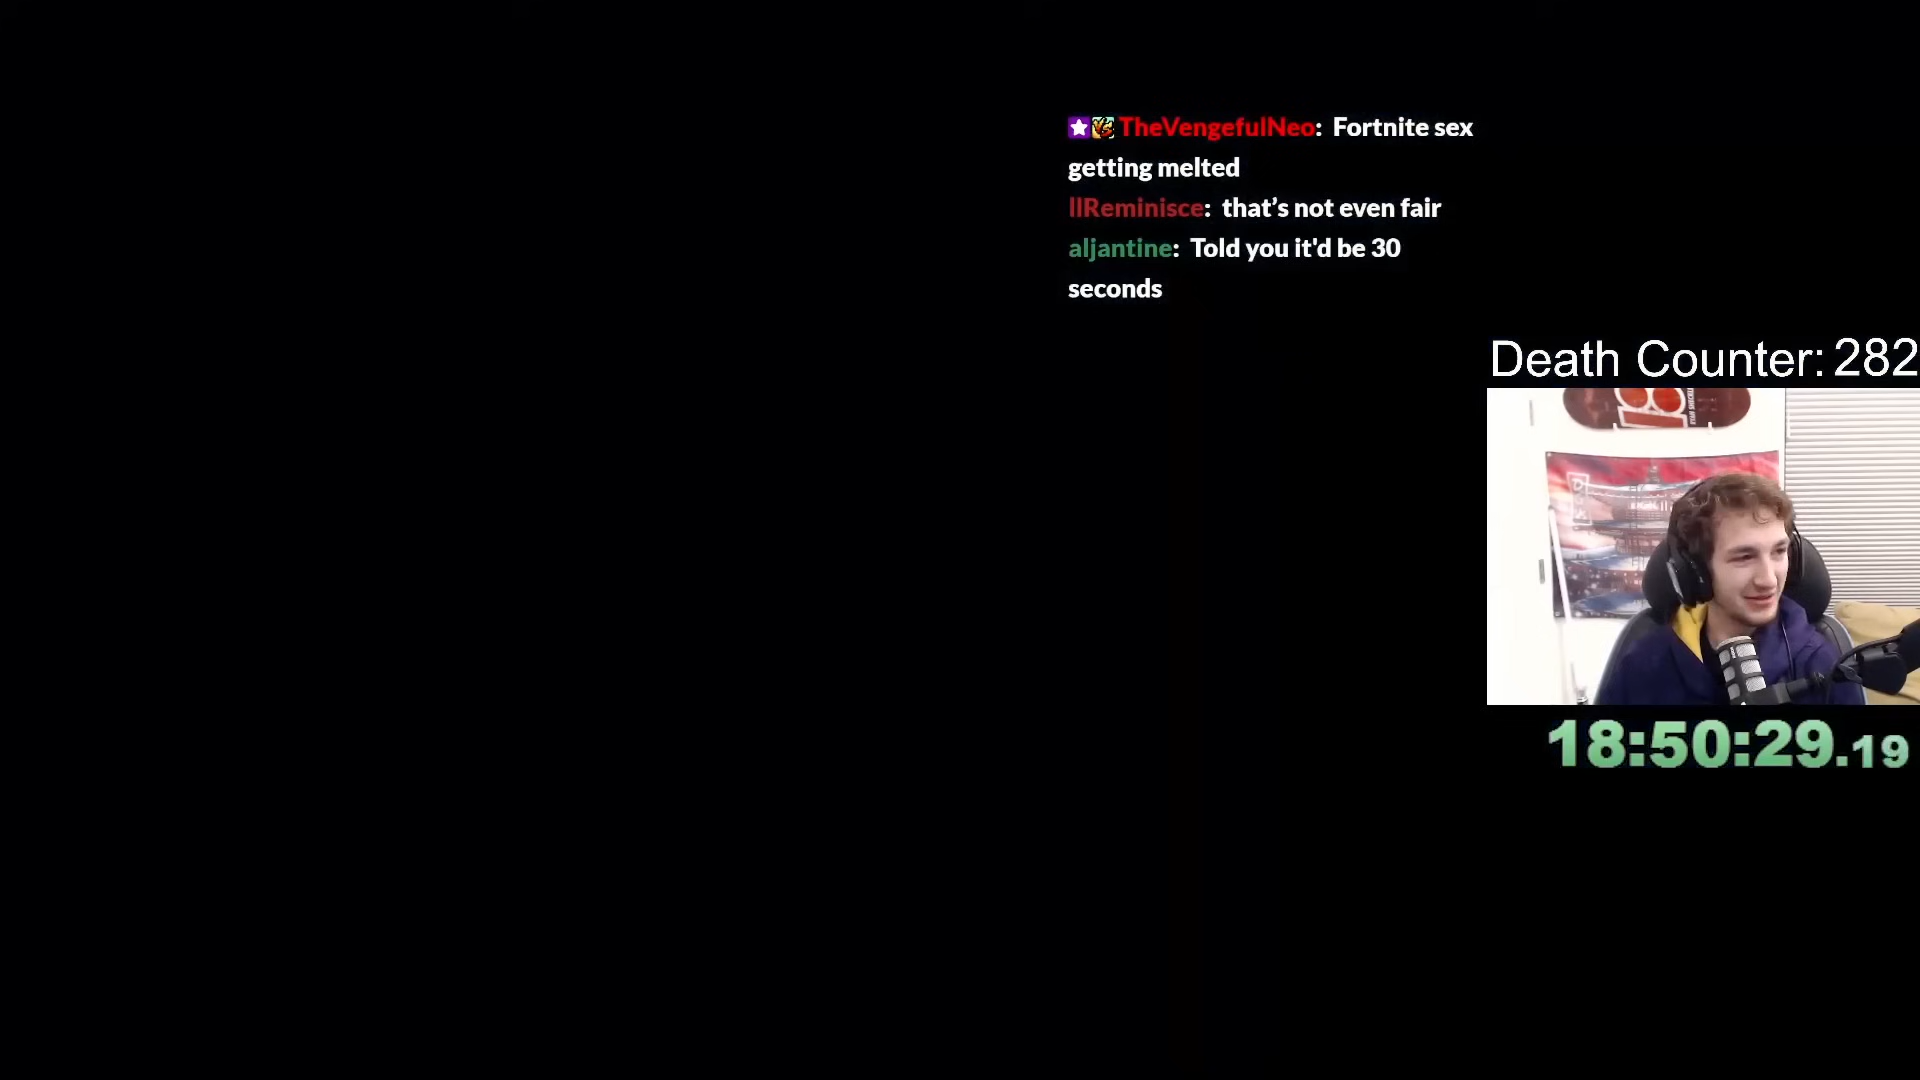 TheVengefulNeo: Fortnite sex
getting melted
llReminisce: that’s not even fair
aljantine: Told you it'd be 30
seconds
Death Counter: 282
18:50:29.19